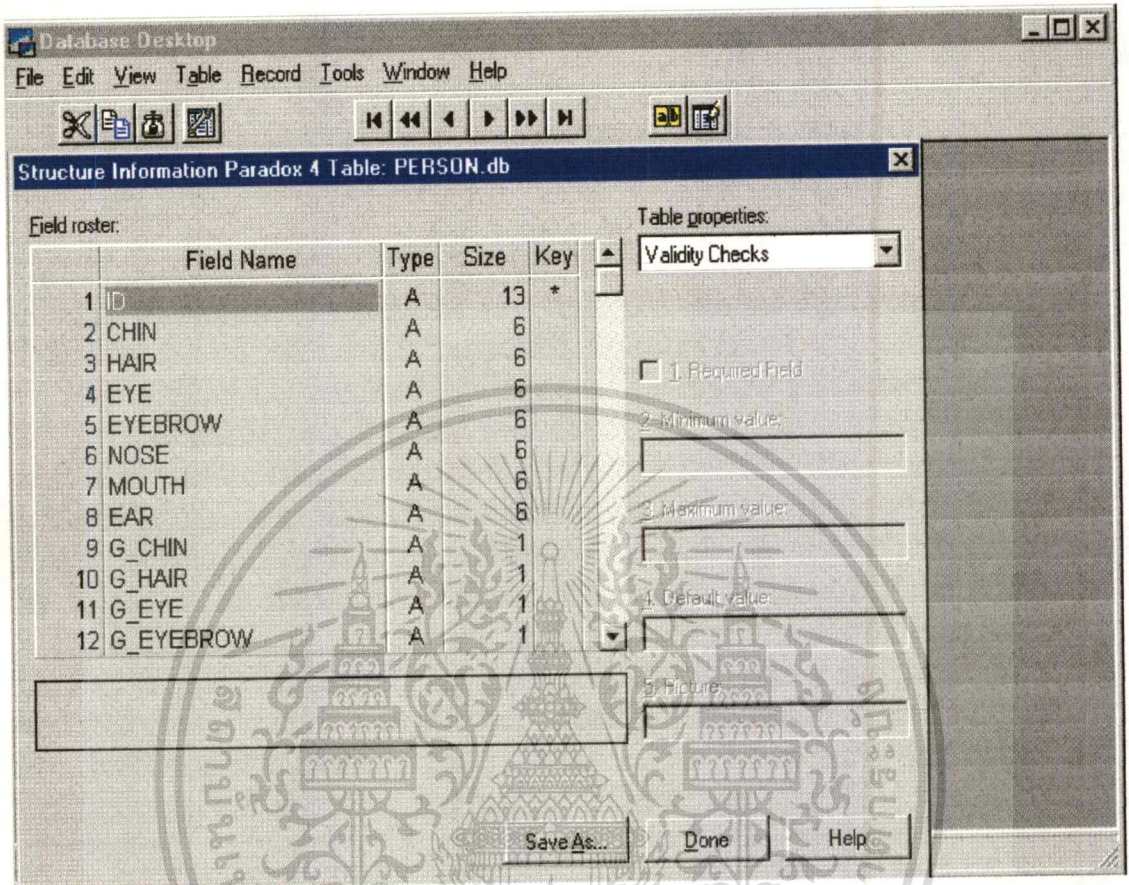 Database Desktop
File Edit View Table Record Tools Window Help
Structure Information Paradox 4 Table: PERSON.db
Field roster:
Field Name Type Size Key
1 ID A 13 *
2 CHIN A 6
3 HAIR A 6
4 EYE A 6
5 EYEBROW A 6
6 NOSE A 6
7 MOUTH A 6
8 EAR A 6
9 G_CHIN A 1
10 G_HAIR A 1
11 G_EYE A 1
12 G_EYEBROW A 1
Table properties:
Validity Checks
1. Required Field
2. Minimum value:
3. Maximum value:
4. Default value:
5. Picture:
Save As...
Done
Help